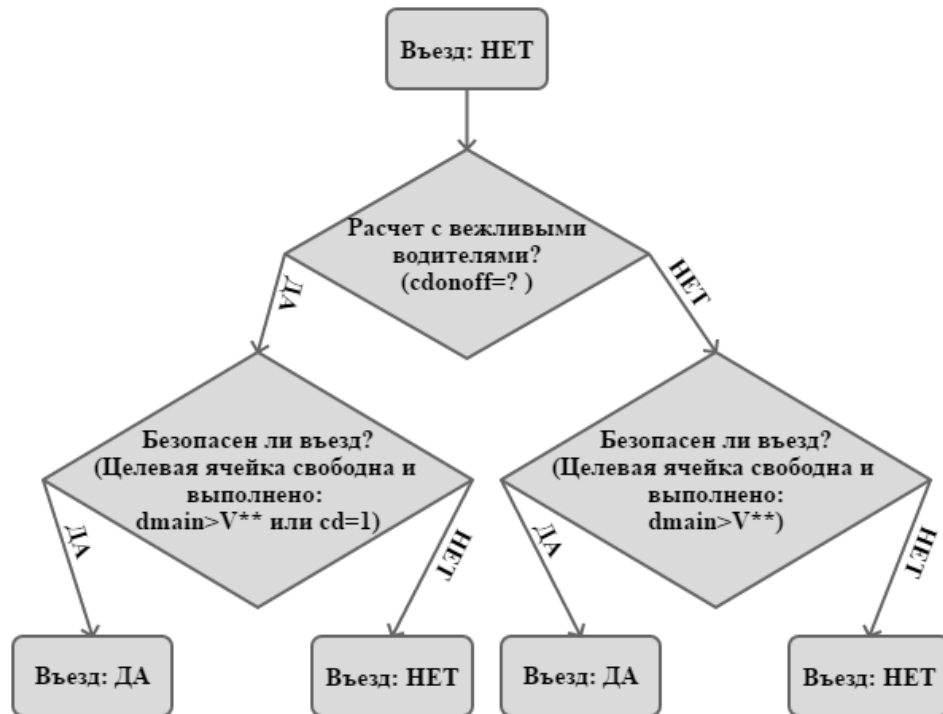 Въезд: НЕТ
Расчет с вежливыми
водителями?
(cdonoff=? )
ДА
НЕТ
Безопасен ли въезд?
(Целевая ячейка свободна и
выполнено:
dmain>V** или cd=1)
Безопасен ли въезд?
(Целевая ячейка свободна и
выполнено:
dmain>V**)
ДА
НЕТ
ДА
НЕТ
Въезд: ДА
Въезд: НЕТ
Въезд: ДА
Въезд: НЕТ